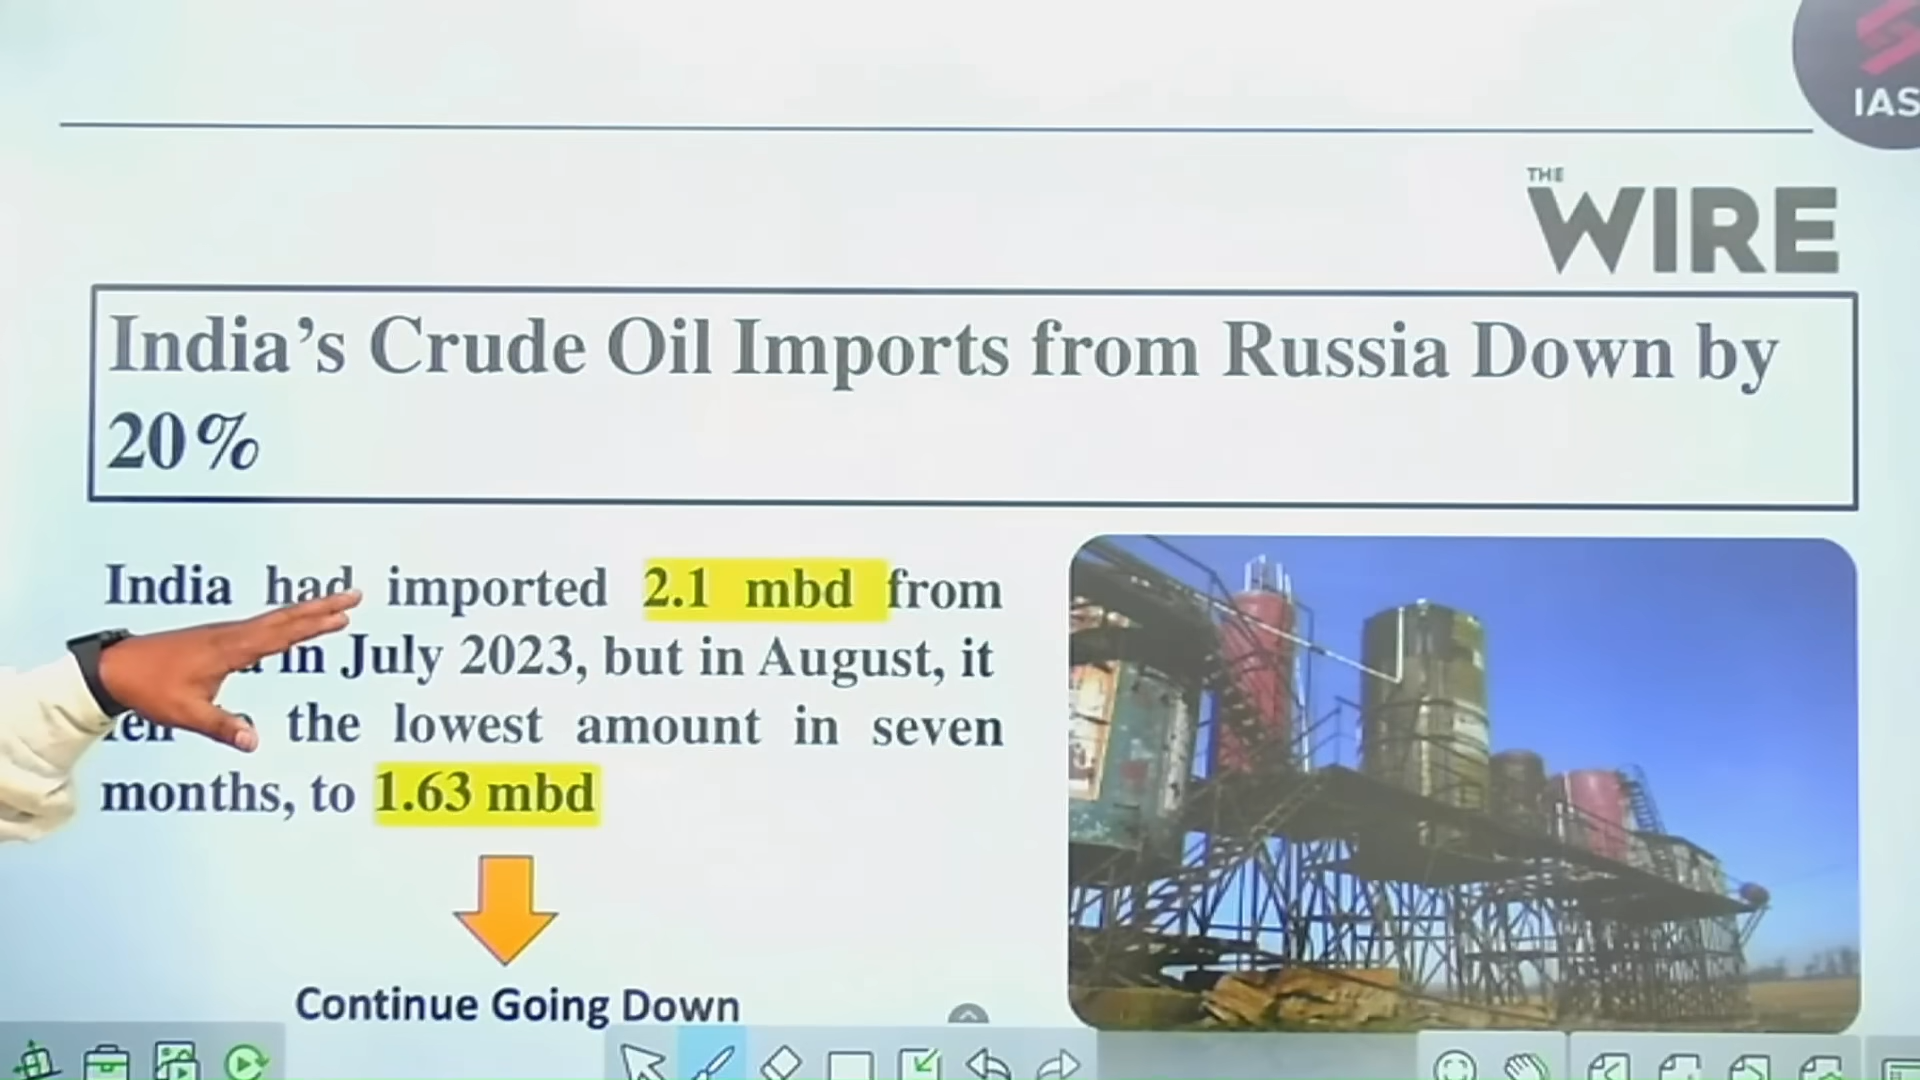 IAS
THE
WIRE
India's Crude Oil Imports from Russia Down by
20%
India had imported 2.1 mbd from
in July 2023, but in August, it
the lowest amount in seven
months, to 1.63 mbd
Continue Going Down